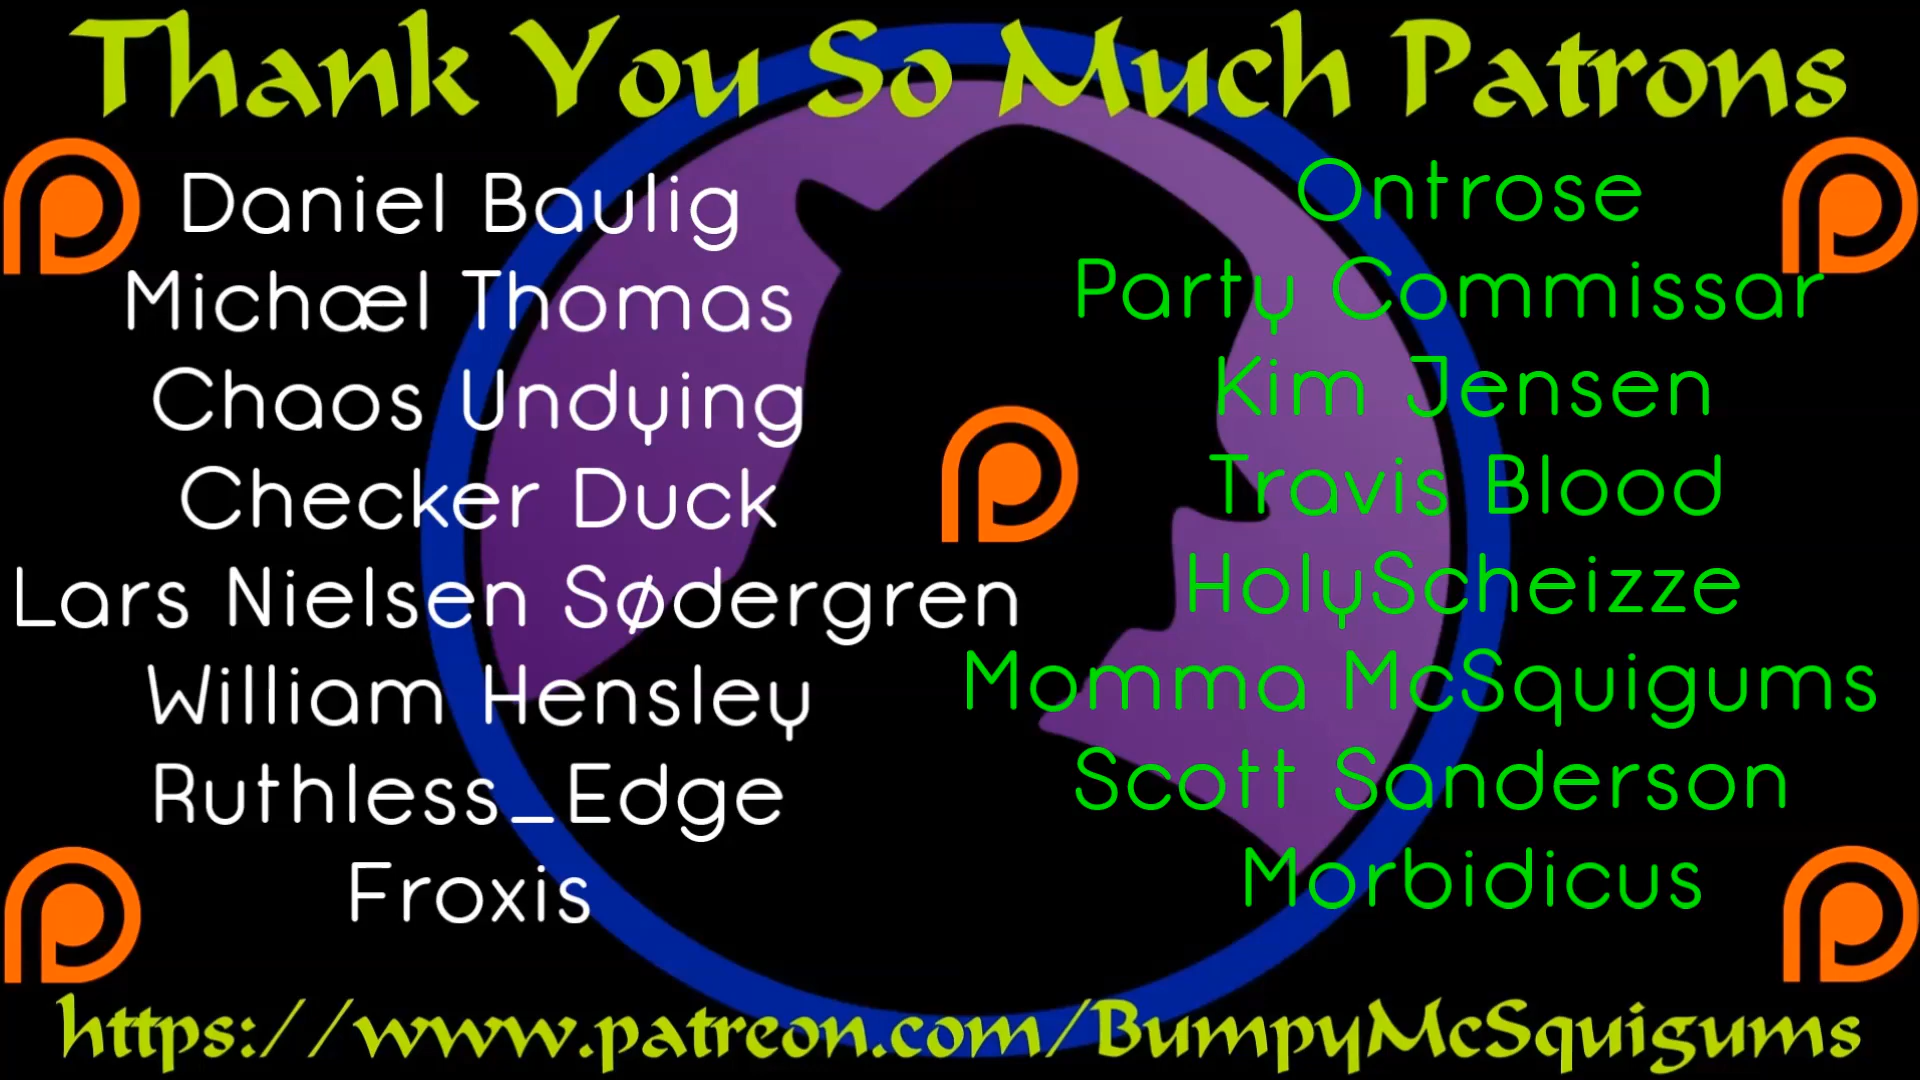 Thank You So Much Patrons
Daniel Baulig
Michæl Thomas
Chaos Undying
Checker Duck
Lars Nielsen Sødergren
William Hensley
Ruthless_Edge
Froxis
Ontrose
Party Commissar
Kim Jensen
Travis Blood
HolyScheizze
Momma McSquigums
Scott Sanderson
Morbidicus
https://www.patreon.com/BumpyMcSquigums